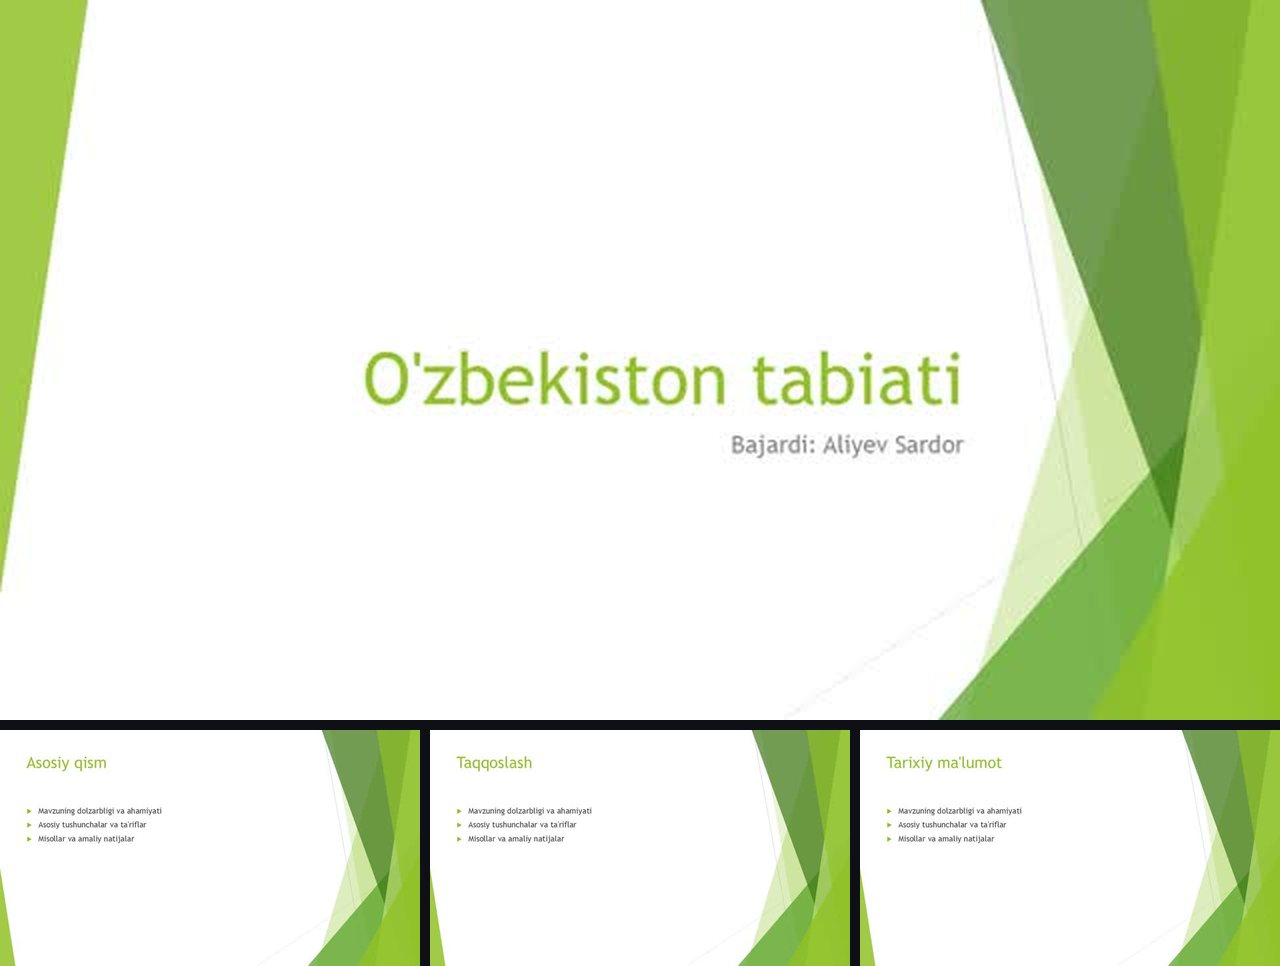 O'zbekiston tabiati
Bajardi: Aliyev Sardor
Asosiy qism
Mavzuning dolzarbligi va ahamiyati
Asosiy tushunchalar va ta'riflar
Misollar va amaliy natijalar
Taqqoslash
Mavzuning dolzarbligi va ahamiyati
Asosiy tushunchalar va ta'riflar
Misollar va amaliy natijalar
Tarixiy ma'lumot
Mavzuning dolzarbligi va ahamiyati
Asosiy tushunchalar va ta'riflar
Misollar va amaliy natijalar